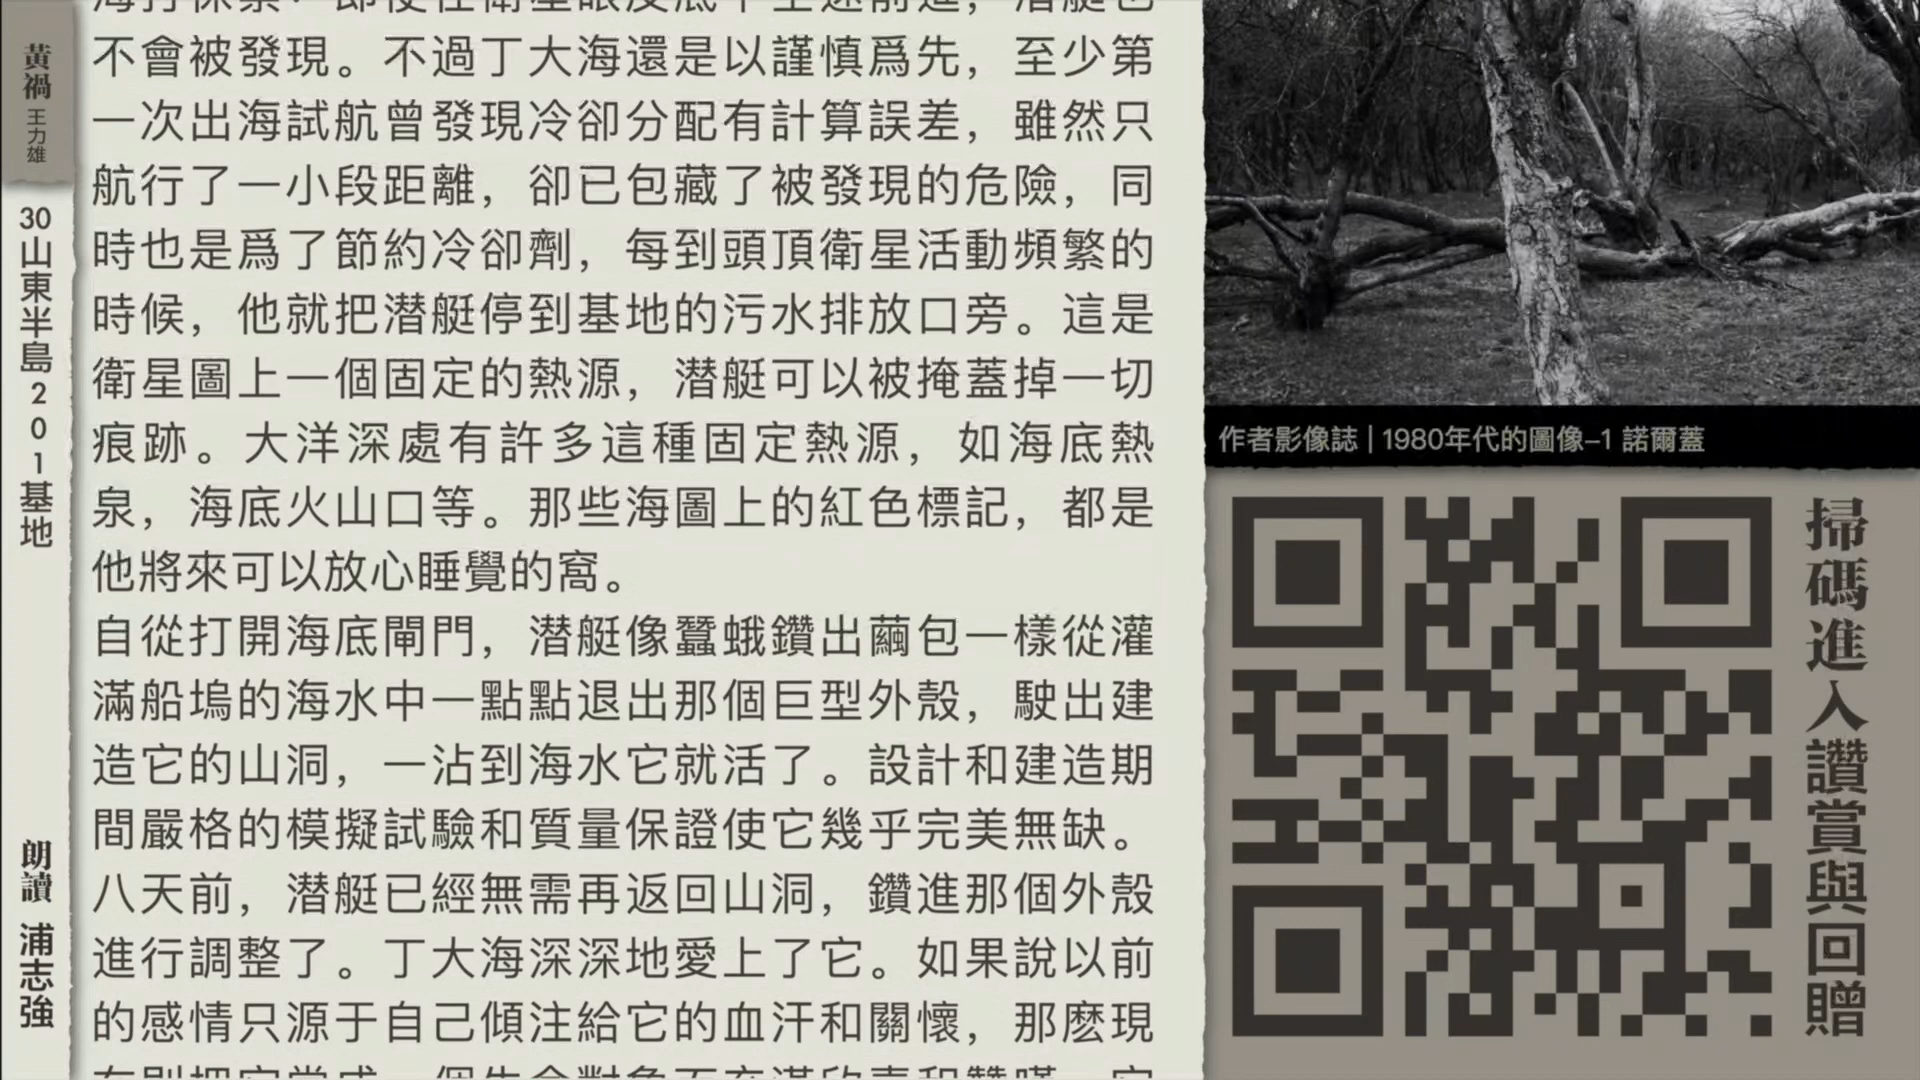 黃禍 王力雄
30山東半島201基地
朗讀 浦志強
不會被發現。不過丁大海還是以謹慎爲先，至少第
一次出海試航曾發現冷卻分配有計算誤差，雖然只
航行了一小段距離，卻已包藏了被發現的危險，同
時也是爲了節約冷卻劑，每到頭頂衛星活動頻繁的
時候，他就把潛艇停到基地的污水排放口旁。這是
衛星圖上一個固定的熱源，潛艇可以被掩蓋掉一切
痕跡。大洋深處有許多這種固定熱源，如海底熱
泉，海底火山口等。那些海圖上的紅色標記，都是
他將來可以放心睡覺的窩。
自從打開海底閘門，潛艇像蠶蛾鑽出繭包一樣從灌
滿船塢的海水中一點點退出那個巨型外殼，駛出建
造它的山洞，一沾到海水它就活了。設計和建造期
間嚴格的模擬試驗和質量保證使它幾乎完美無缺。
八天前，潛艇已經無需再返回山洞，鑽進那個外殼
進行調整了。丁大海深深地愛上了它。如果說以前
的感情只源于自己傾注給它的血汗和關懷，那麽現
作者影像誌 | 1980年代的圖像–1 諾爾蓋
掃碼進入讚賞與回贈